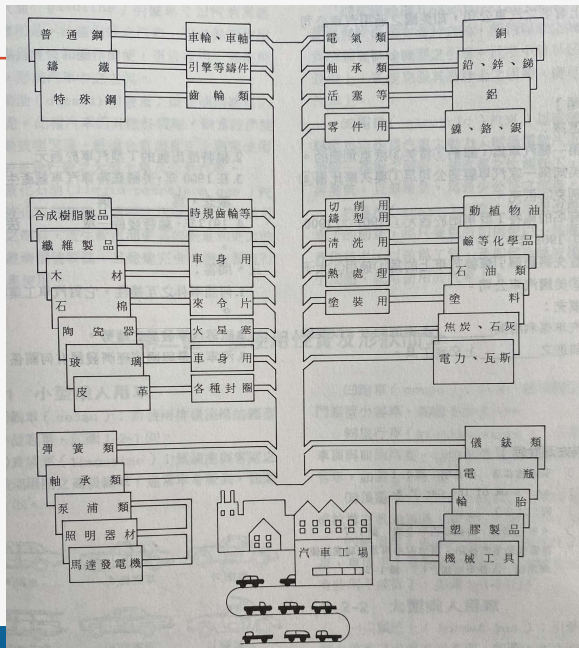 普通鋼
鑄鐵
特殊鋼
車輪、車軸
引擎等鑄件
齒輪類
電氣類
軸承類
活塞等
零件用
銅
鉛、鋅、銻
鋁
鎳、鉻、銀
合成樹脂製品
纖維製品
木材
石棉
陶瓷器
玻璃
皮革
時規齒輪等
車身用
來令片
火星塞
車身用
各種封圈
切削用
鑄型用
清洗用
熱處理
塗裝用
動植物油
鹼等化學品
石油類
塗料
焦炭、石灰
電力、瓦斯
彈簧類
軸承類
泵浦類
照明器材
馬達發電機
儀錶類
電瓶
輪胎
塑膠製品
機械工具
汽車工場